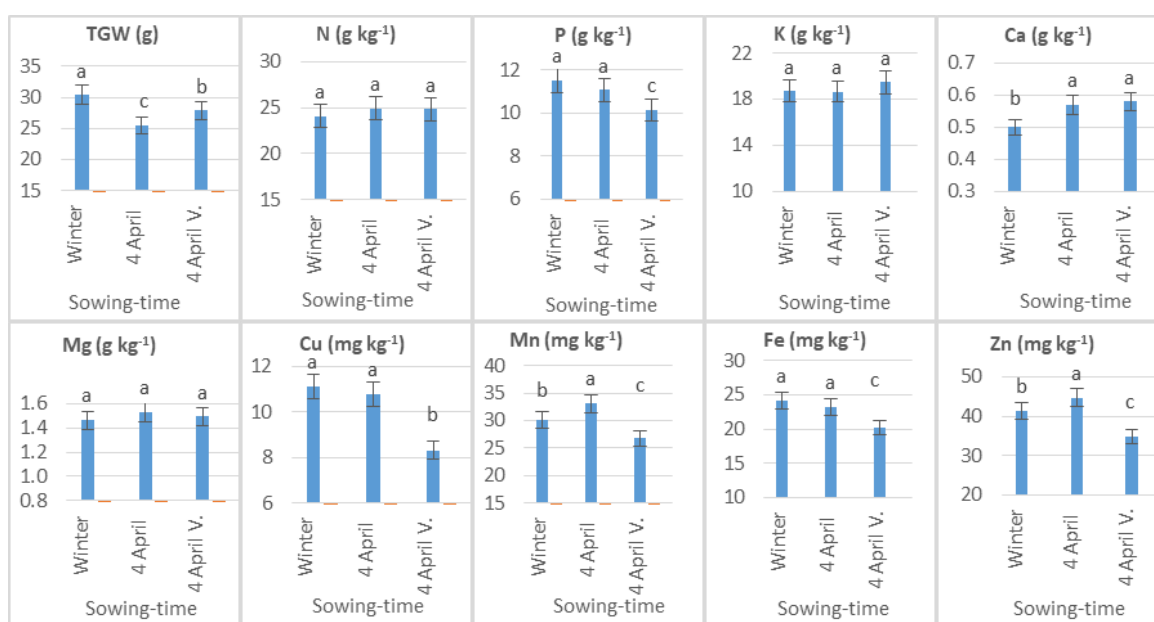 TGW (g)
35
30
25
20
15
a
c
b
Winter
4 April
4 April V.
Sowing-time
N (g kg⁻¹)
30
25
20
15
a
a
a
Winter
4 April
4 April V.
Sowing-time
P (g kg⁻¹)
12
10
8
6
a
a
c
Winter
4 April
4 April V.
Sowing-time
K (g kg⁻¹)
22
18
14
10
a
a
a
Winter
4 April
4 April V.
Sowing-time
Ca (g kg⁻¹)
0.7
0.6
0.5
0.4
0.3
b
a
a
Winter
4 April
4 April V.
Sowing-time
Mg (g kg⁻¹)
1.6
1.4
1.2
1.0
0.8
a
a
a
Winter
4 April
4 April V.
Sowing-time
Cu (mg kg⁻¹)
12
10
8
6
a
a
b
Winter
4 April
4 April V.
Sowing-time
Mn (mg kg⁻¹)
40
35
30
25
20
15
b
a
c
Winter
4 April
4 April V.
Sowing-time
Fe (mg kg⁻¹)
30
25
20
15
10
a
a
c
Winter
4 April
4 April V.
Sowing-time
Zn (mg kg⁻¹)
50
40
30
20
b
a
c
Winter
4 April
4 April V.
Sowing-time